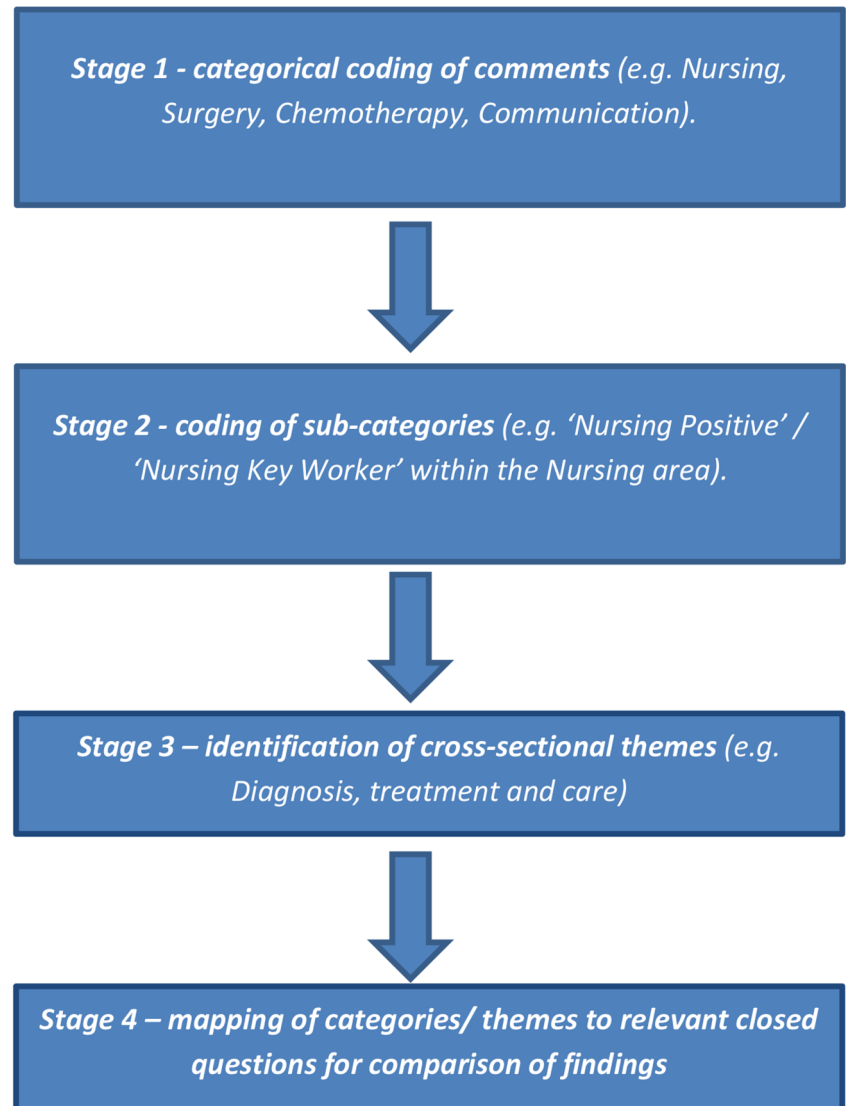 Stage 1 - categorical coding of comments (e.g. Nursing,
Surgery, Chemotherapy, Communication).
Stage 2 - coding of sub-categories (e.g. ‘Nursing Positive’ /
‘Nursing Key Worker’ within the Nursing area).
Stage 3 – identification of cross-sectional themes (e.g.
Diagnosis, treatment and care)
Stage 4 – mapping of categories/ themes to relevant closed
questions for comparison of findings